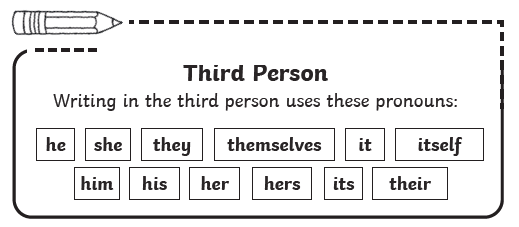 Third Person
Writing in the third person uses these pronouns:
he she they themselves it itself
him his her hers its their